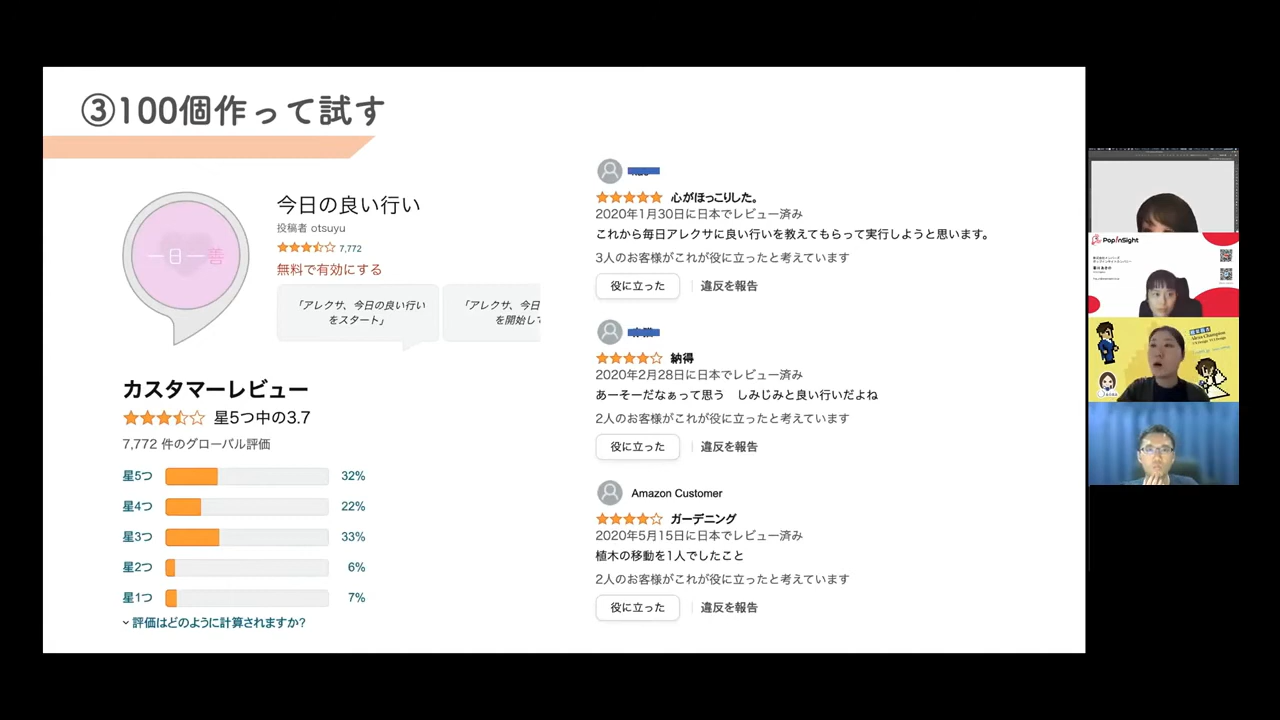 ③100個作って試す
一日一善
今日の良い行い
投稿者 otsuyu
7,772
無料で有効にする
「アレクサ、今日の良い行い
をスタート」
「アレクサ、今日
を開始して
カスタマーレビュー
星5つ中の3.7
7,772 件のグローバル評価
星5つ 32%
星4つ 22%
星3つ 33%
星2つ 6%
星1つ 7%
評価はどのように計算されますか?
心がほっこりした。
2020年1月30日に日本でレビュー済み
これから毎日アレクサに良い行いを教えてもらって実行しようと思います。
3人のお客様がこれが役に立ったと考えています
役に立った 違反を報告
納得
2020年2月28日に日本でレビュー済み
あーそーだなぁって思う　しみじみと良い行いだよね
2人のお客様がこれが役に立ったと考えています
役に立った 違反を報告
Amazon Customer
ガーデニング
2020年5月15日に日本でレビュー済み
植木の移動を1人でしたこと
2人のお客様がこれが役に立ったと考えています
役に立った 違反を報告
PopInSight
Alexa Champion